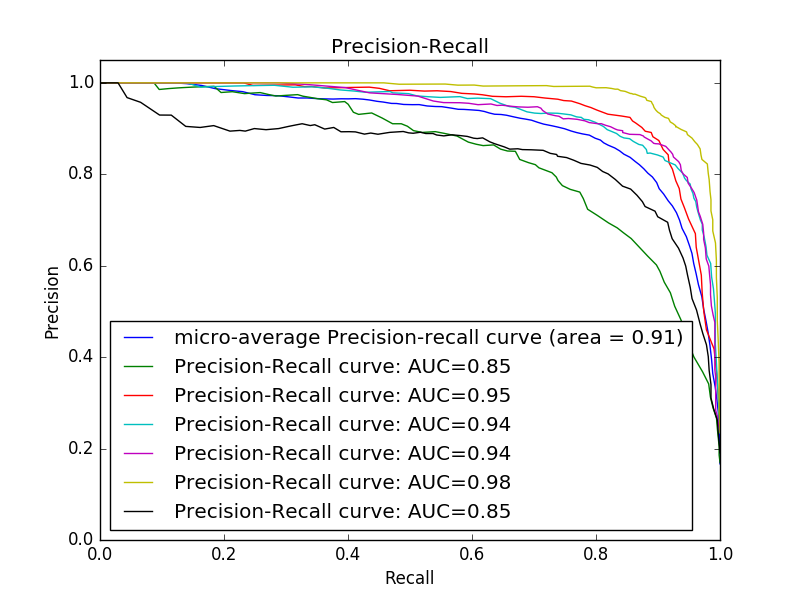 Precision-Recall
1.0
0.8
0.6
0.4
0.2
0.0
Precision
micro-average Precision-recall curve (area = 0.91)
Precision-Recall curve: AUC=0.85
Precision-Recall curve: AUC=0.95
Precision-Recall curve: AUC=0.94
Precision-Recall curve: AUC=0.94
Precision-Recall curve: AUC=0.98
Precision-Recall curve: AUC=0.85
0.0 0.2 0.4 0.6 0.8 1.0
Recall